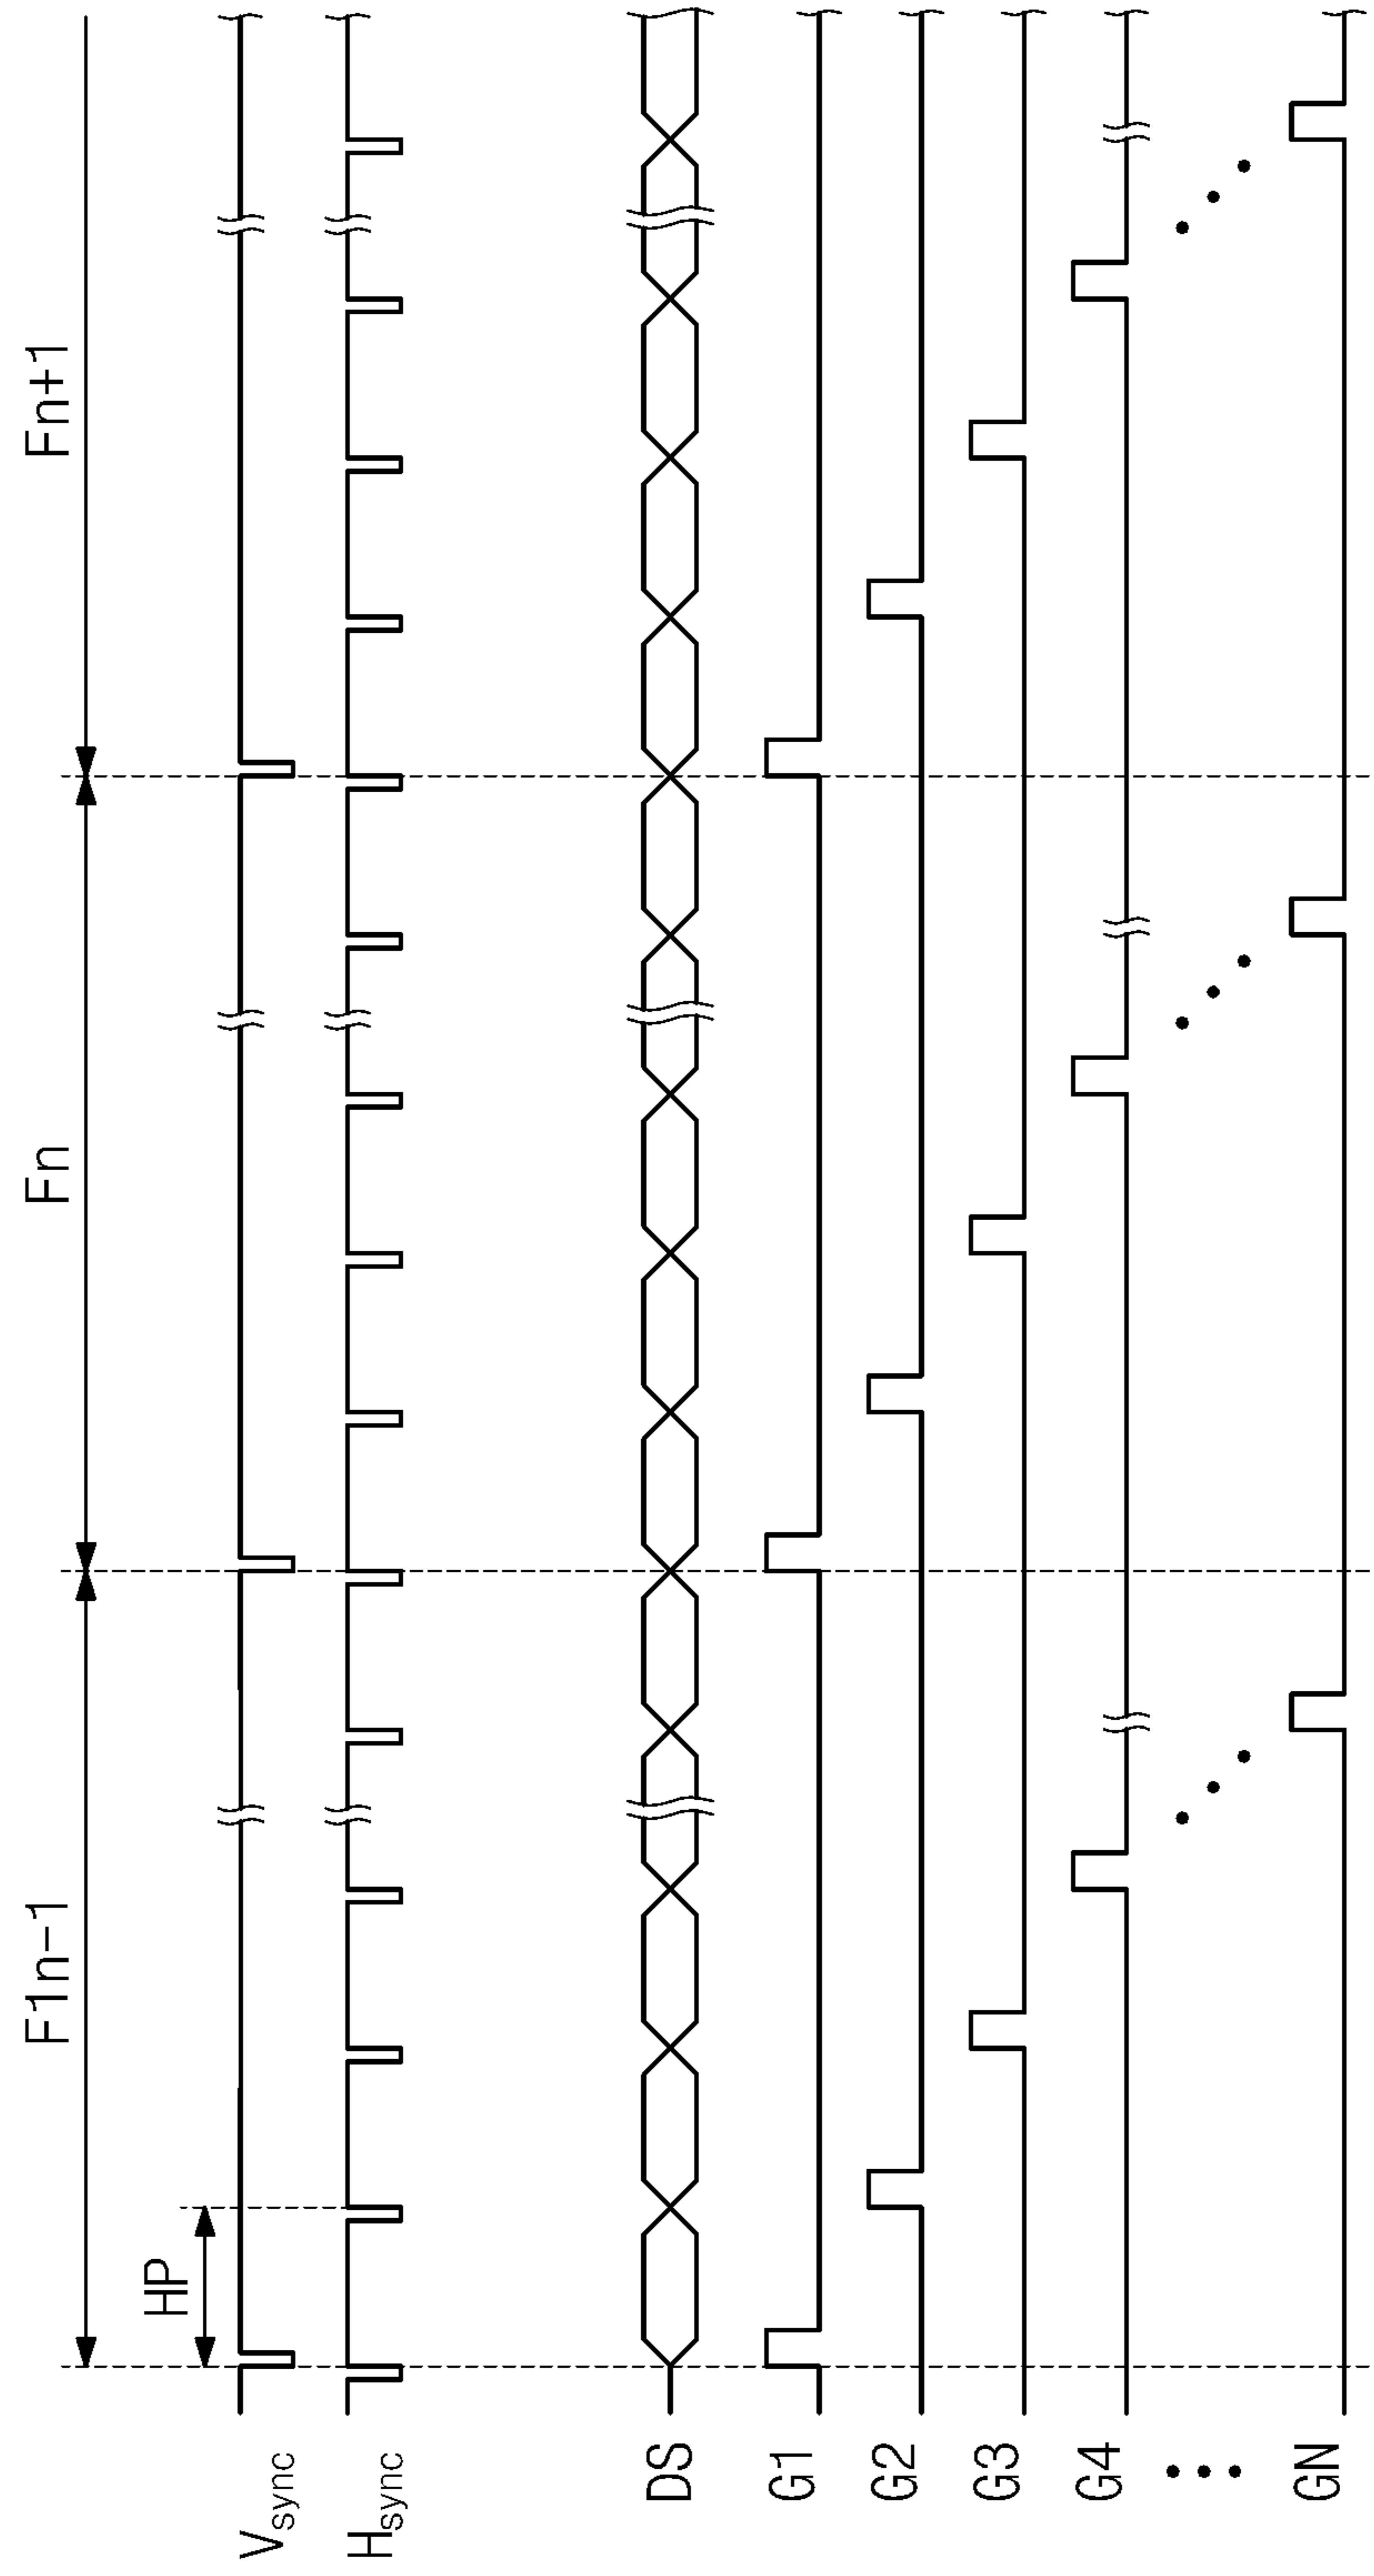 F1n-1 Fn Fn+1
HP
Vsync
Hsync
DS
G1
G2
G3
G4
GN